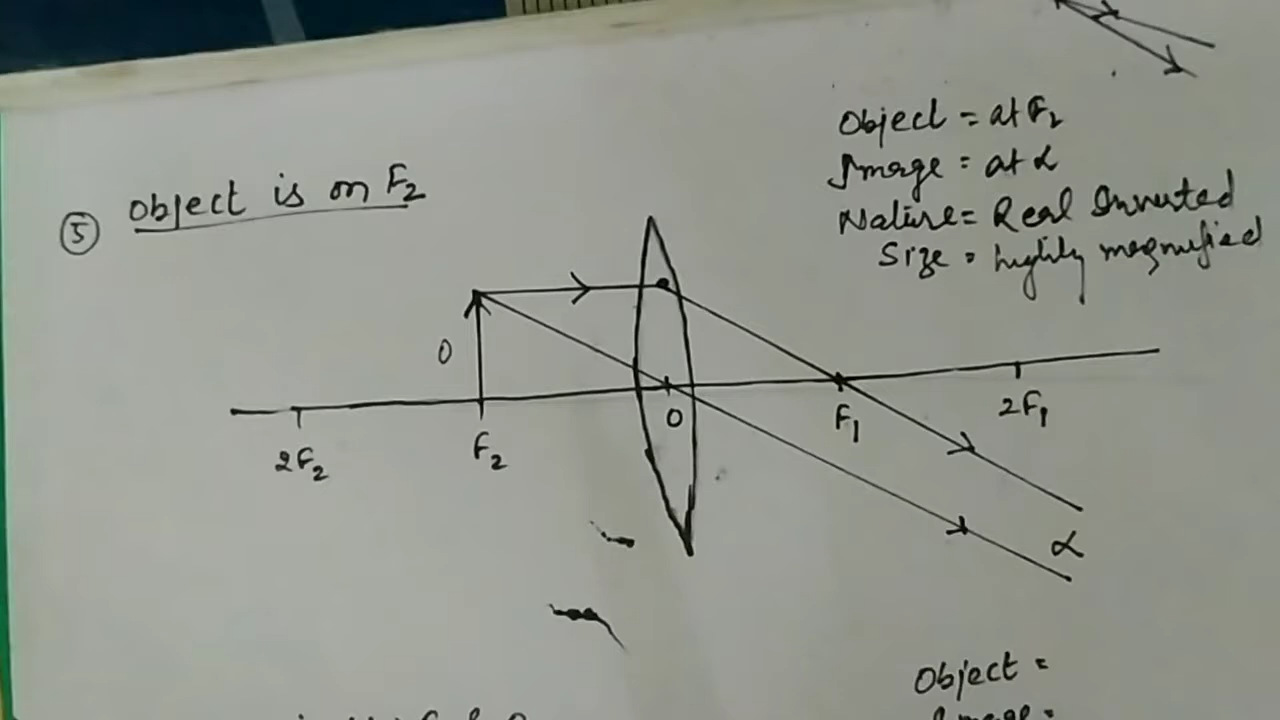 Object = at F2
Image = at α
Nature = Real Inverted
Size = highly magnified
⑤ Object is on F2
O
2F2
F2
O
F1
2F1
α
Object =
Image =